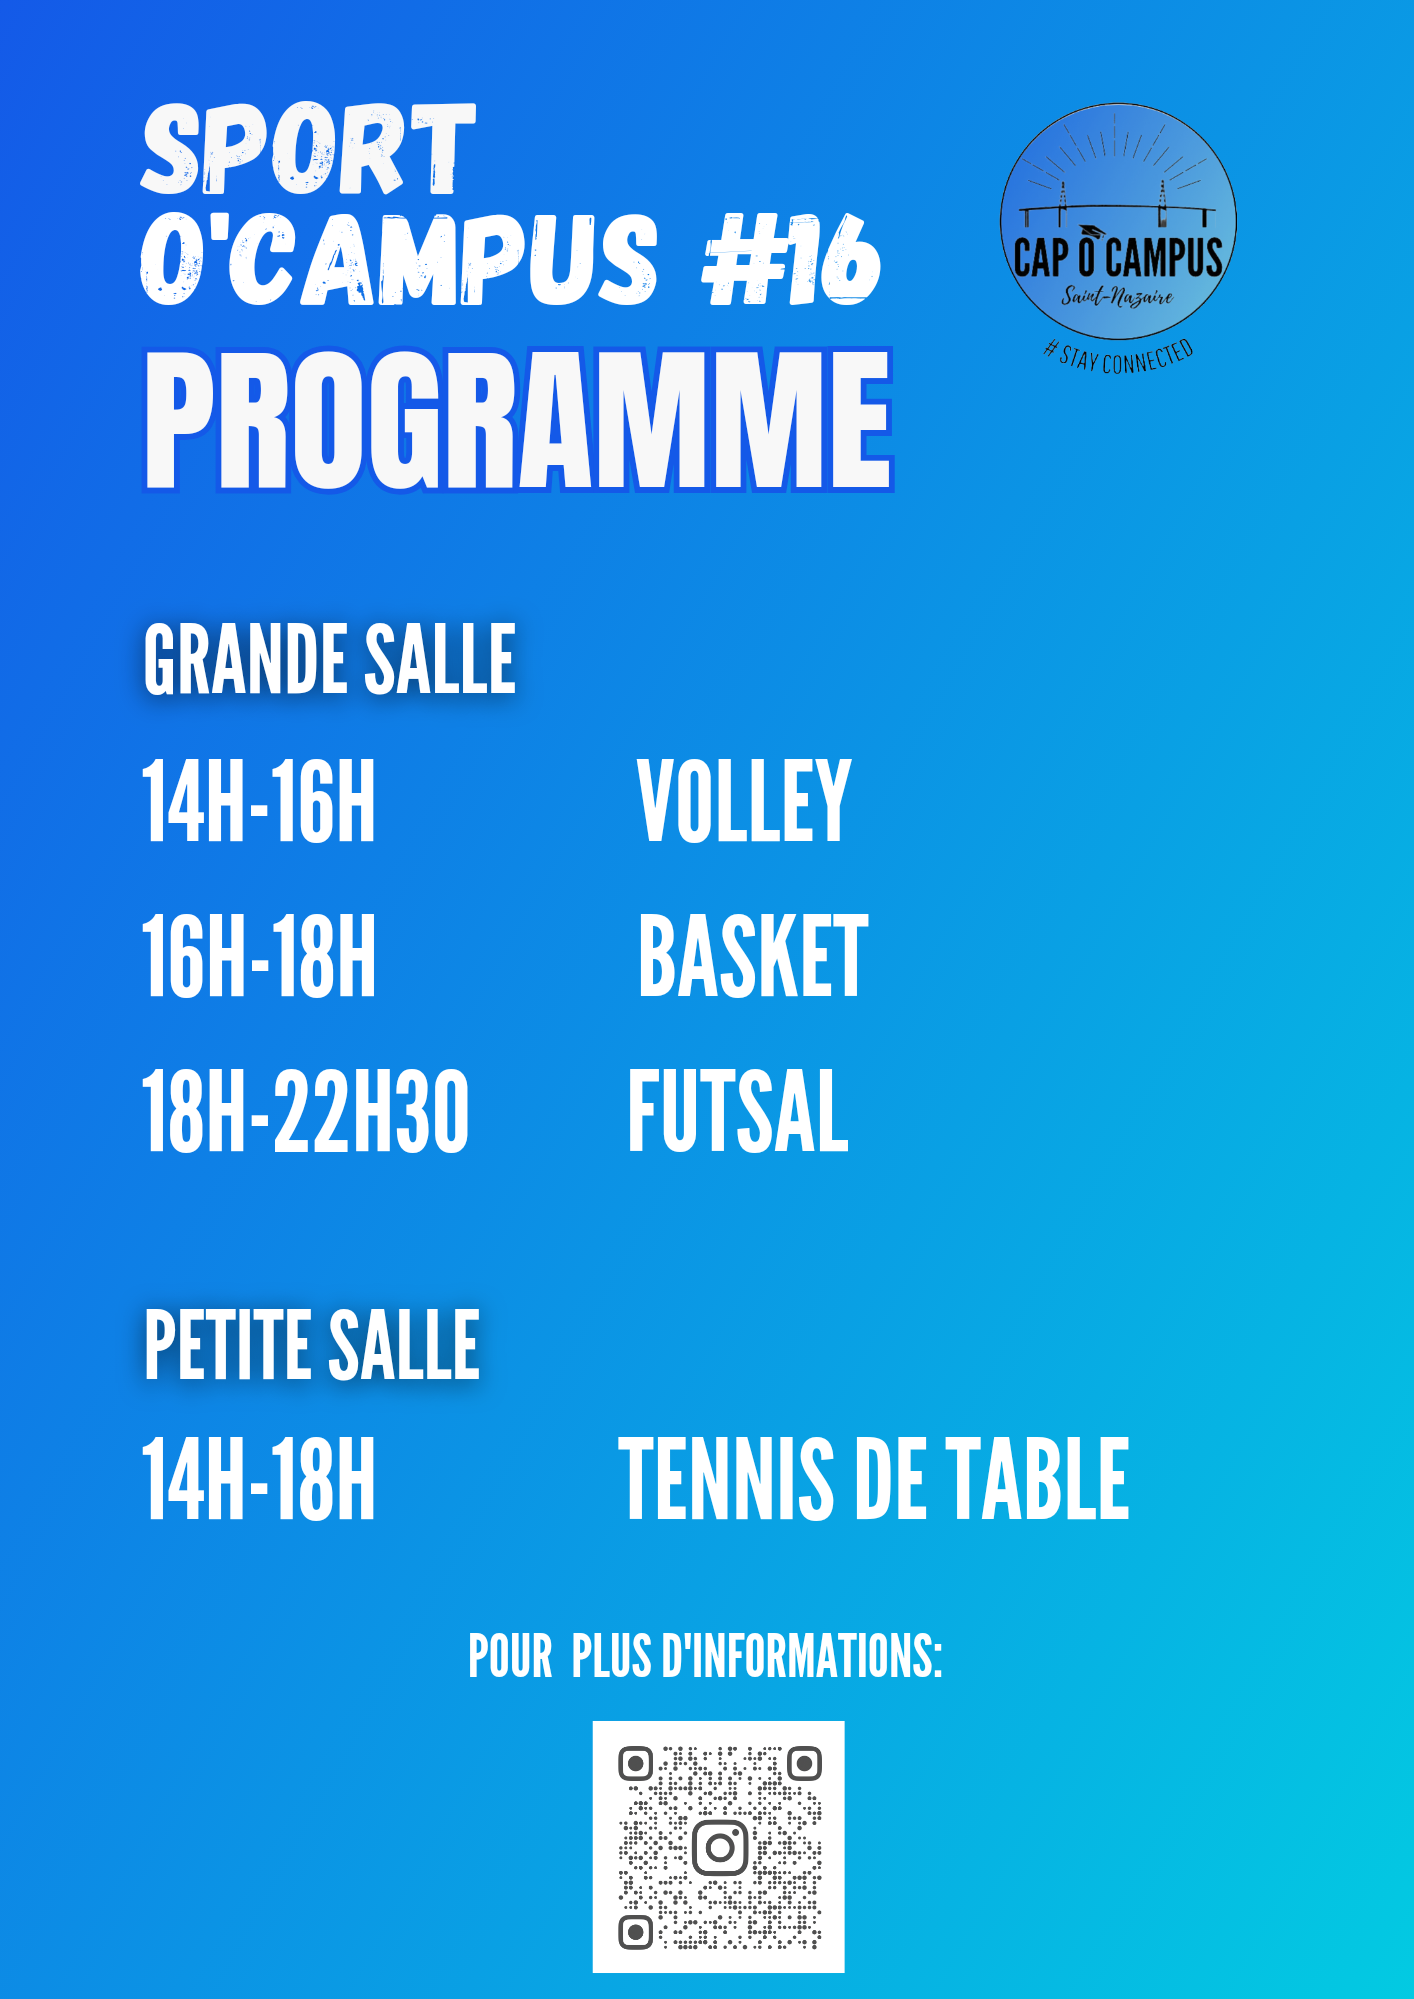 SPORT
O'CAMPUS #16
PROGRAMME
CAP O CAMPUS
Saint-Nazaire
# STAY CONNECTED
GRANDE SALLE
14H-16H VOLLEY
16H-18H BASKET
18H-22H30 FUTSAL
PETITE SALLE
14H-18H TENNIS DE TABLE
POUR PLUS D'INFORMATIONS: